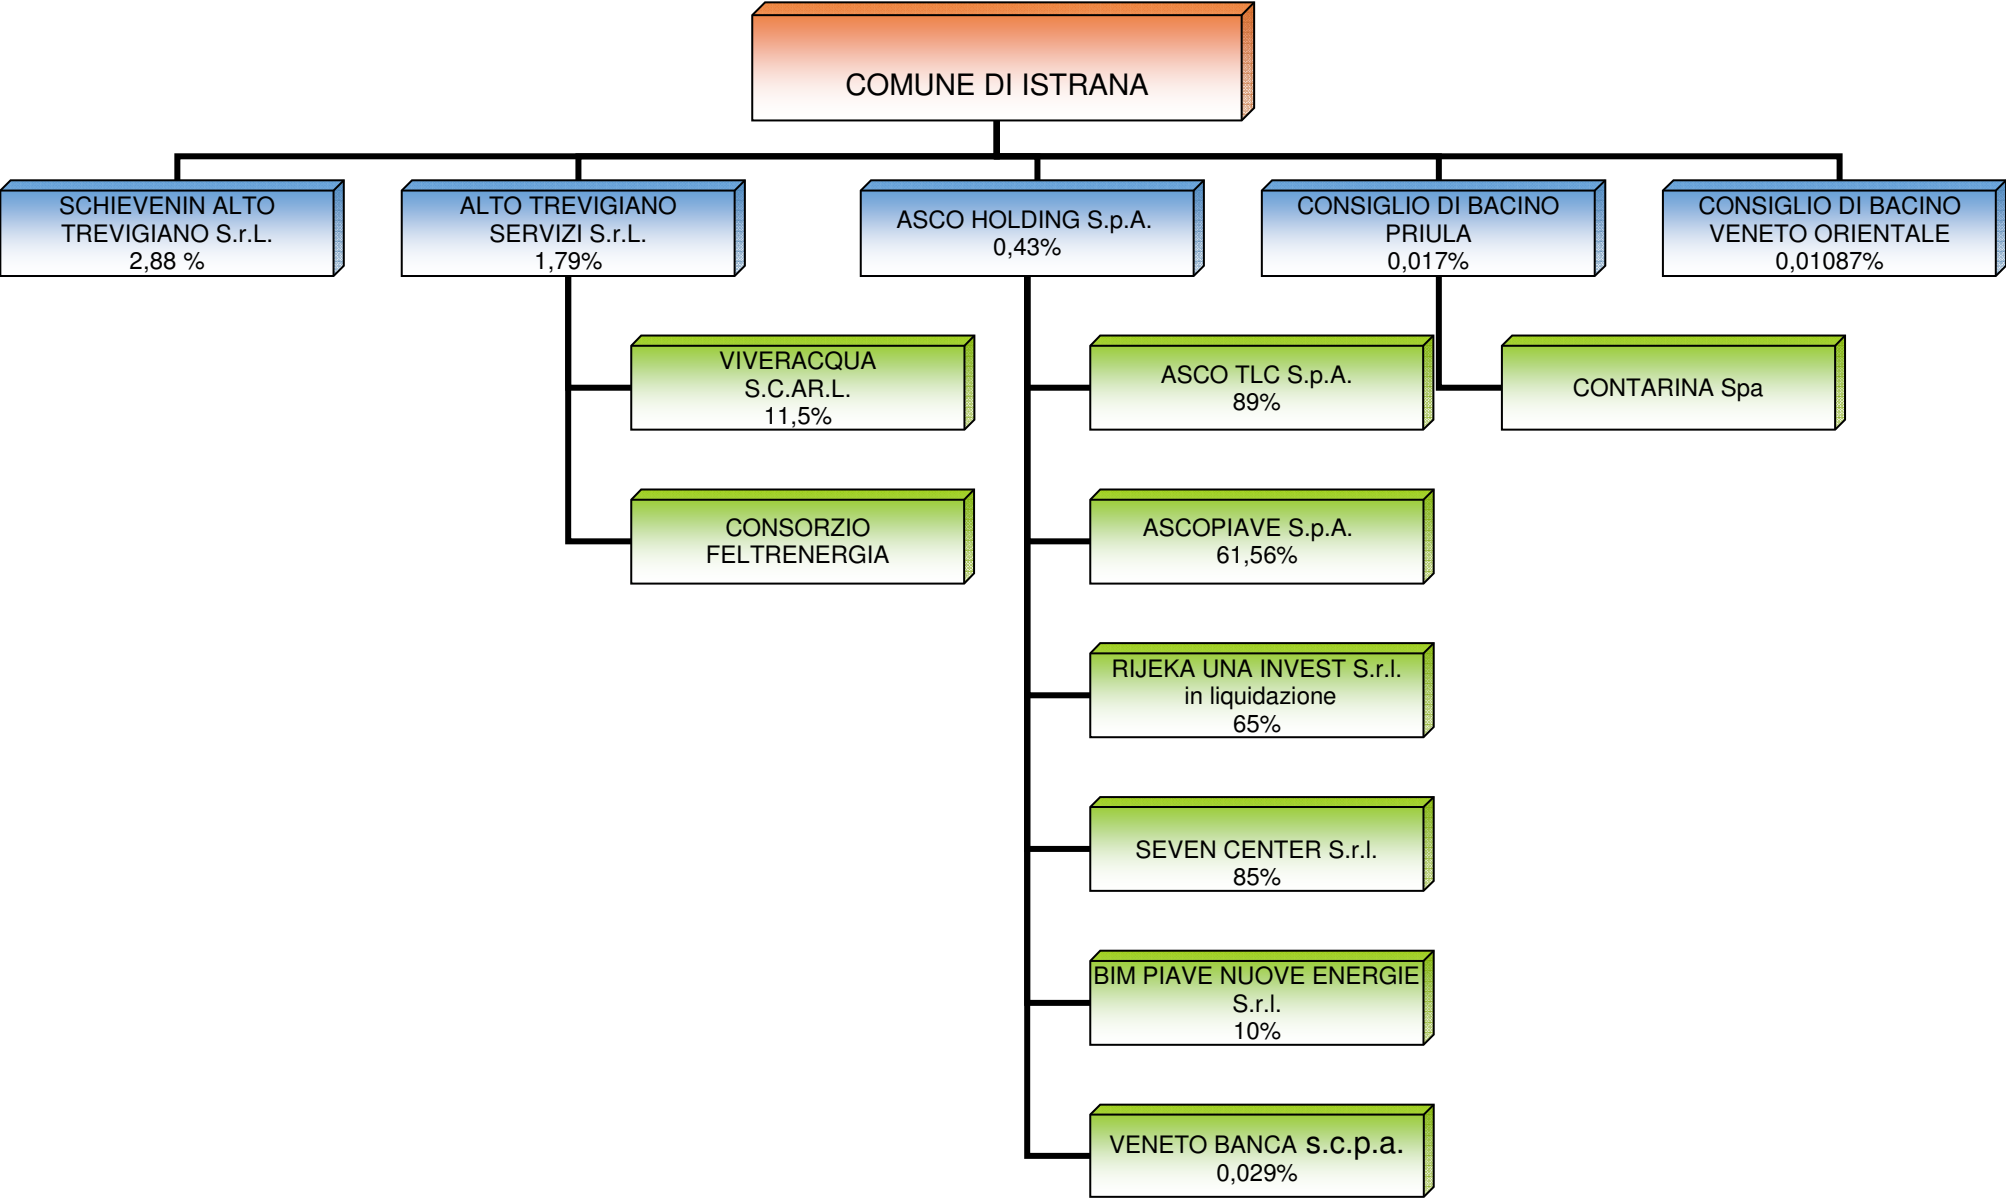 COMUNE DI ISTRANA
SCHIEVENIN ALTO
TREVIGIANO S.r.L.
2,88 %
ALTO TREVIGIANO
SERVIZI S.r.L.
1,79%
ASCO HOLDING S.p.A.
0,43%
CONSIGLIO DI BACINO
PRIULA
0,017%
CONSIGLIO DI BACINO
VENETO ORIENTALE
0,01087%
VIVERACQUA
S.C.AR.L.
11,5%
CONSORZIO
FELTRENERGIA
ASCO TLC S.p.A.
89%
ASCOPIAVE S.p.A.
61,56%
RIJEKA UNA INVEST S.r.l.
in liquidazione
65%
SEVEN CENTER S.r.l.
85%
BIM PIAVE NUOVE ENERGIE
S.r.l.
10%
VENETO BANCA s.c.p.a.
0,029%
CONTARINA Spa